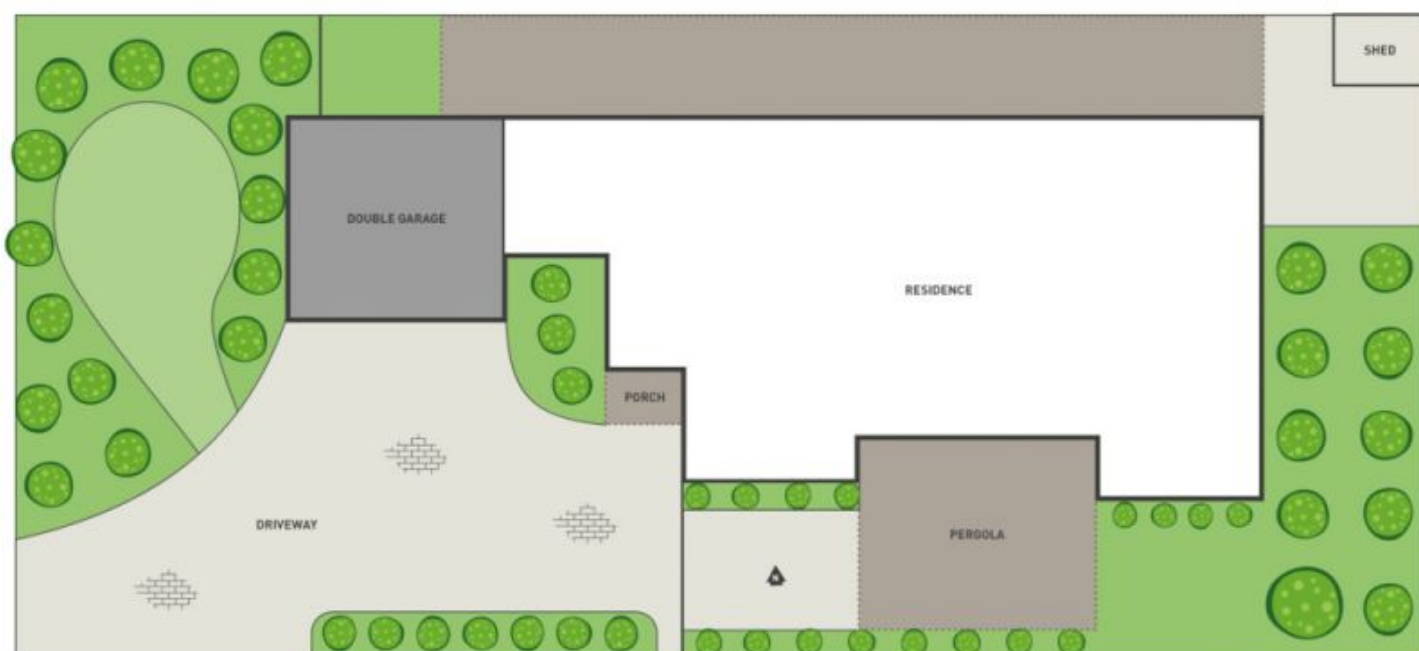 SHED
DOUBLE GARAGE
RESIDENCE
PORCH
DRIVEWAY
PERGOLA
N